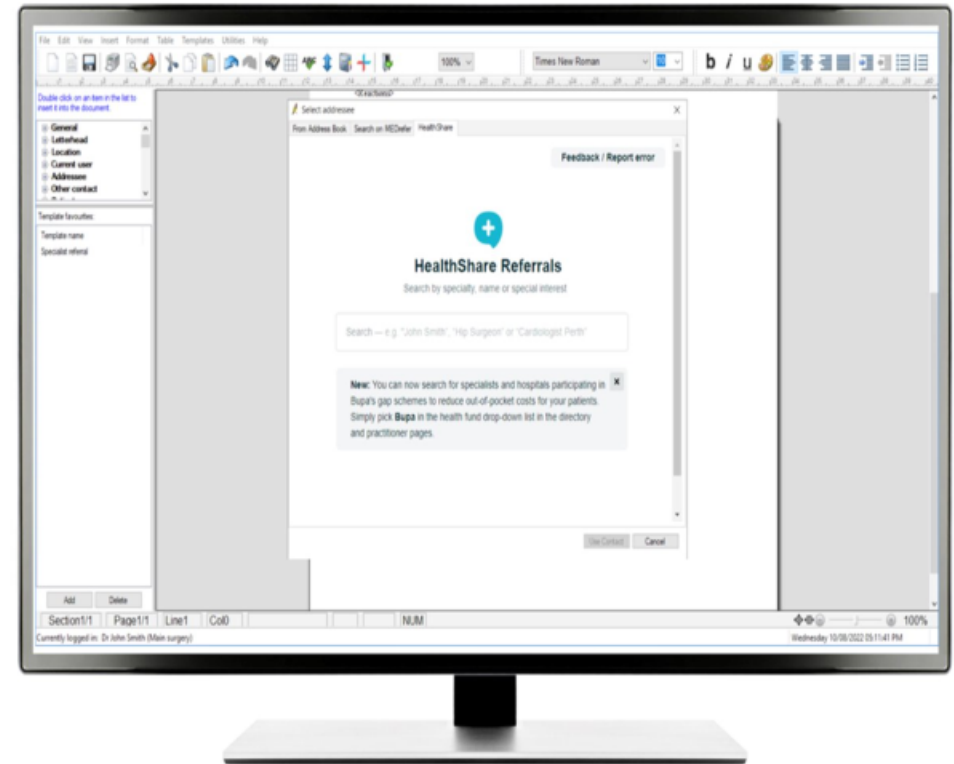 File Edit View Insert Format Table Templates Utilities Help
100%
Times New Roman
b i u
Double click on an item in the list to
insert it into the document.
General
Letterhead
Location
Current user
Addressee
Other contact
Template favourites:
Template name
Specialist referral
Add Delete
Select addressee
From Address Book Search on MEDrefer HealthShare
Feedback / Report error
HealthShare Referrals
Search by specialty, name or special interest
Search — e.g. "John Smith", "Hip Surgeon" or "Cardiologist Perth"
New: You can now search for specialists and hospitals participating in
Bupa's gap schemes to reduce out-of-pocket costs for your patients.
Simply pick Bupa in the health fund drop-down list in the directory
and practitioner pages.
Use Contact Cancel
Section1/1 Page1/1 Line1 Col0 NUM 100%
Currently logged in: Dr John Smith (Main surgery) Wednesday 10/08/2022 05:11:41 PM